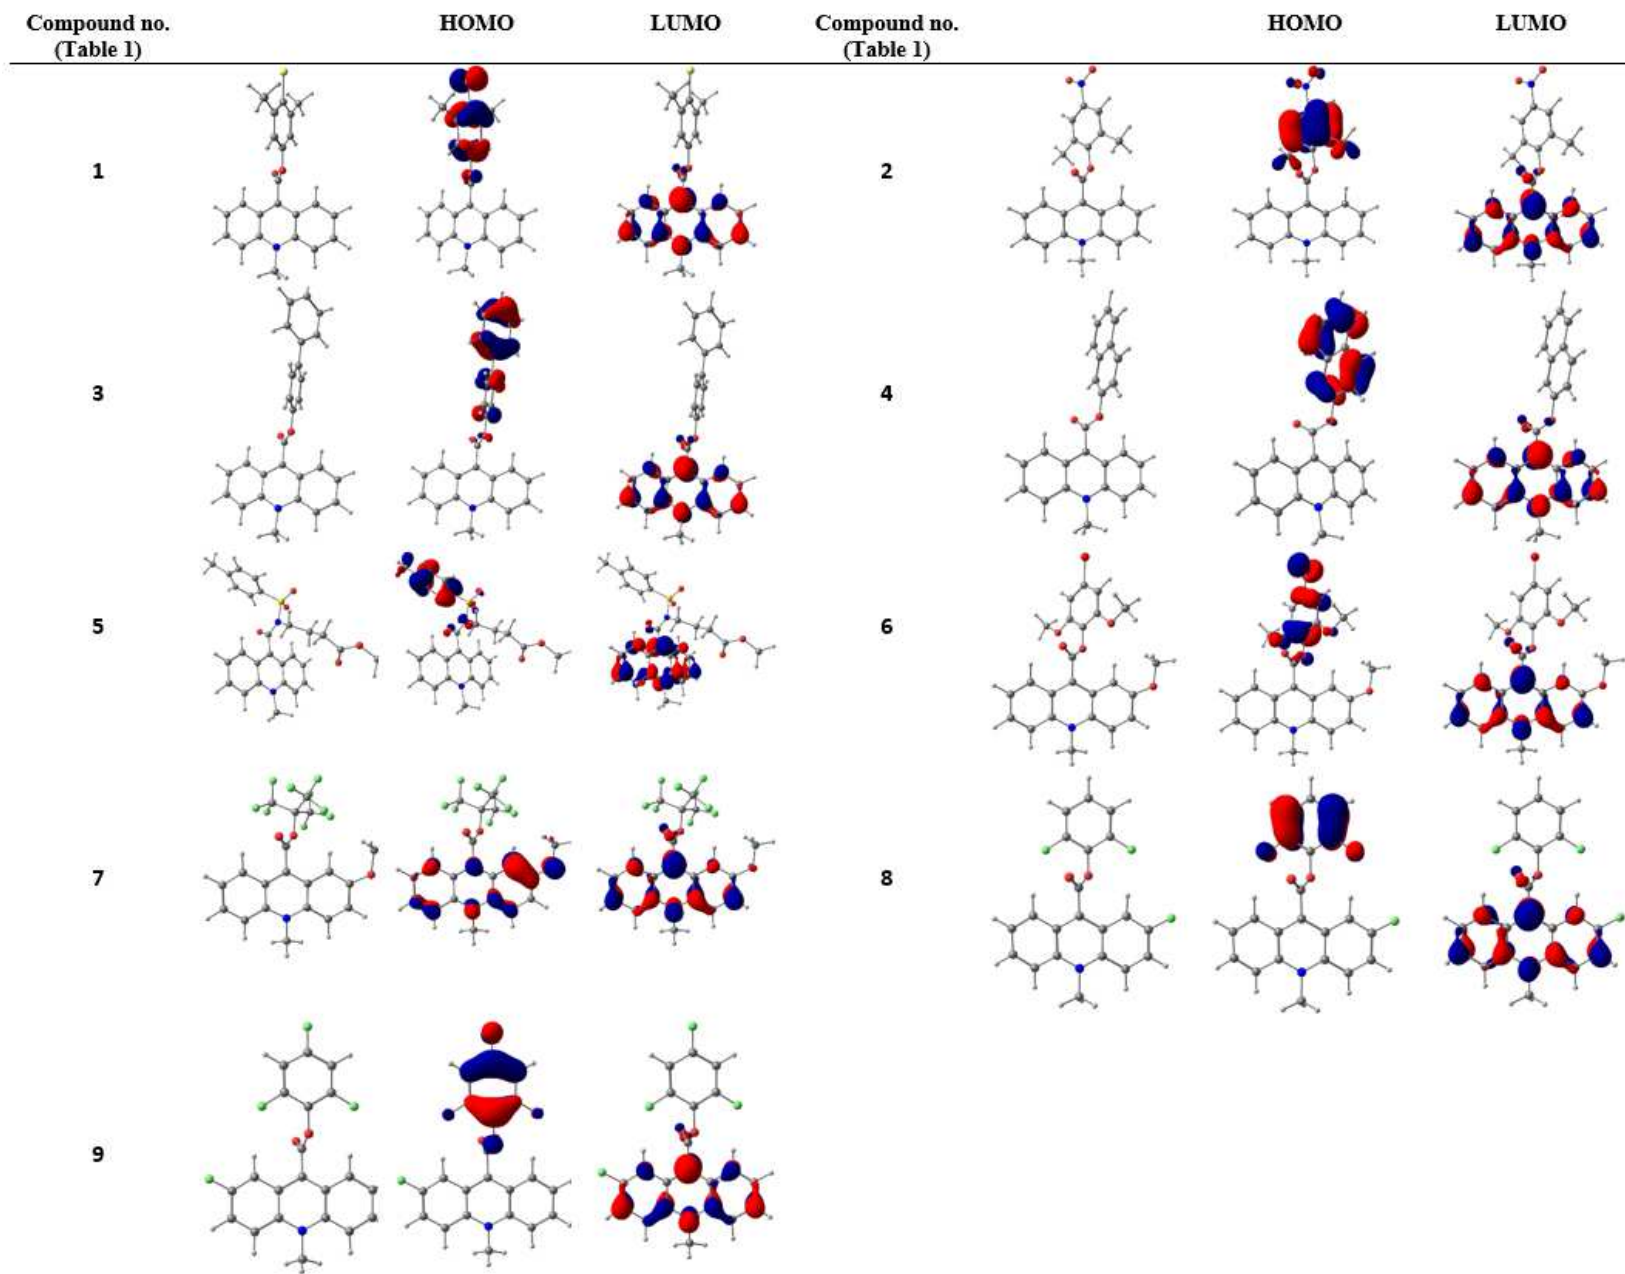 Compound no. HOMO LUMO Compound no. HOMO LUMO
(Table 1) (Table 1)
1 2
3 4
5 6
7 8
9